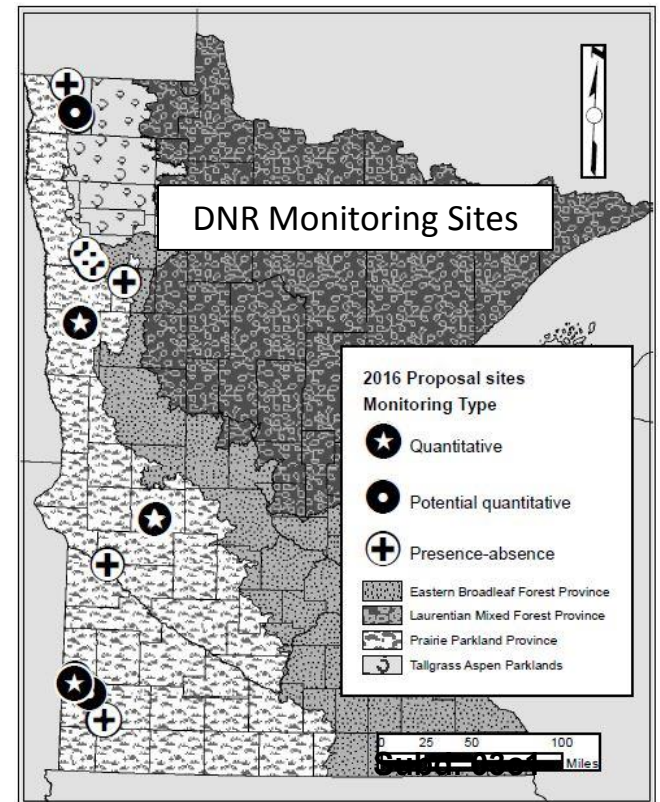 DNR Monitoring Sites
2016 Proposal sites
Monitoring Type
Quantitative
Potential quantitative
Presence-absence
Eastern Broadleaf Forest Province
Laurentian Mixed Forest Province
Prairie Parkland Province
Tallgrass Aspen Parklands
0 25 50 100
Miles